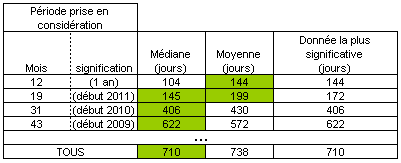 Période prise en
considération
Médiane
(jours)
Moyenne
(jours)
Donnée la plus
significative
(jours)
Mois
signification
12 (1 an) 104 144 144
19 (début 2011) 145 199 172
31 (début 2010) 406 430 406
43 (début 2009) 622 572 622
...
TOUS 710 738 710